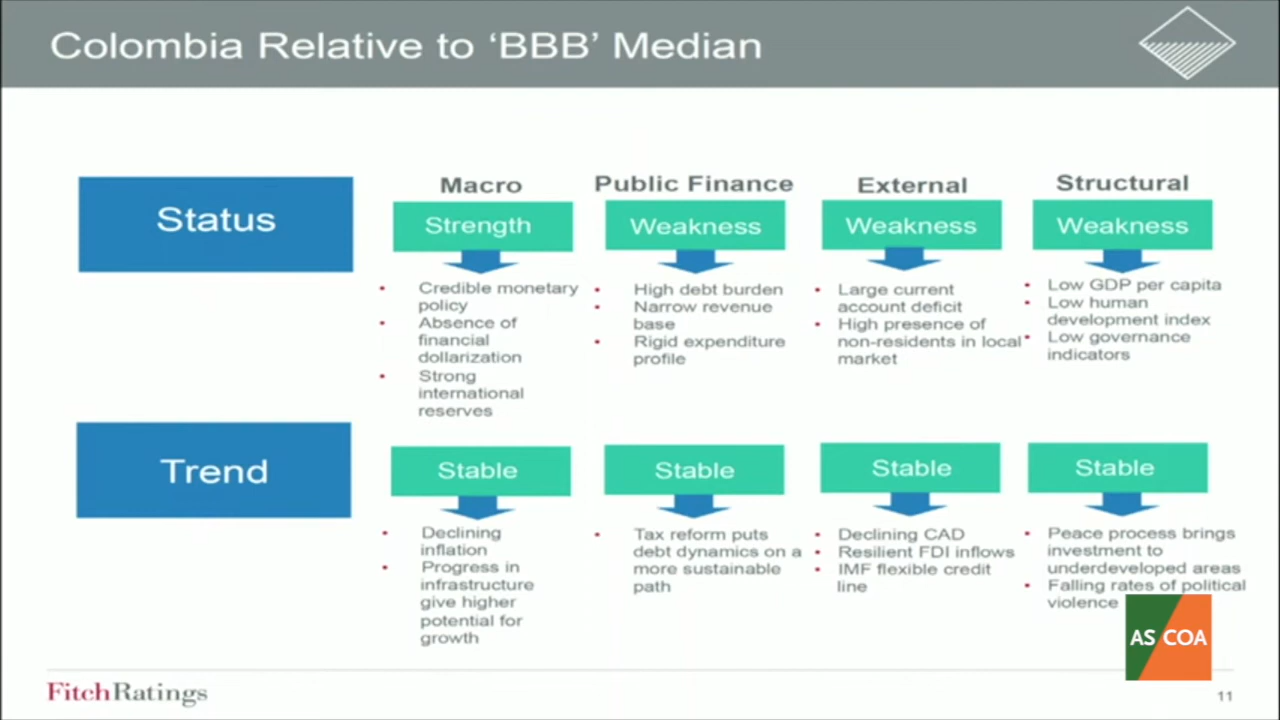 Colombia Relative to ‘BBB’ Median
Status
Macro
Strength
• Credible monetary
policy
• Absence of
financial
dollarization
• Strong
international
reserves
Public Finance
Weakness
• High debt burden
• Narrow revenue
base
• Rigid expenditure
profile
External
Weakness
• Large current
account deficit
• High presence of
non-residents in local
market
Structural
Weakness
• Low GDP per capita
• Low human
development index
• Low governance
indicators
Trend
Stable
• Declining
inflation
• Progress in
infrastructure
give higher
potential for
growth
Stable
• Tax reform puts
debt dynamics on a
more sustainable
path
Stable
• Declining CAD
• Resilient FDI inflows
• IMF flexible credit
line
Stable
• Peace process brings
investment to
underdeveloped areas
• Falling rates of political
violence
AS COA
FitchRatings
11